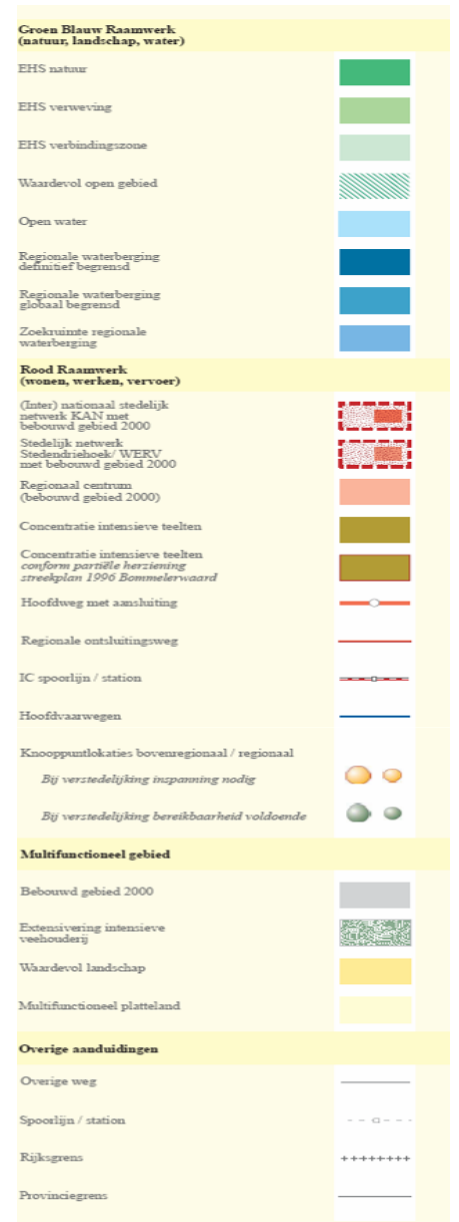 Groen Blauw Raamwerk
(natuur, landschap, water)
EHS natuur
EHS verweving
EHS verbindingszone
Waardevol open gebied
Open water
Regionale waterberging
definitief begrensd
Regionale waterberging
globaal begrensd
Zoekruimte regionale
waterberging
Rood Raamwerk
(wonen, werken, vervoer)
(Inter) nationaal stedelijk
netwerk KAN met
bebouwd gebied 2000
Stedelijk netwerk
Stedendriehoek/ WERV
met bebouwd gebied 2000
Regionaal centrum
(bebouwd gebied 2000)
Concentratie intensieve teelten
Concentratie intensieve teelten
conform partiële herziening
streekplan 1996 Bommelerwaard
Hoofdweg met aansluiting
Regionale ontsluitingsweg
IC spoorlijn / station
Hoofdvaarwegen
Knooppuntlokaties bovenregionaal / regionaal
Bij verstedelijking inspanning nodig
Bij verstedelijking bereikbaarheid voldoende
Multifunctioneel gebied
Bebouwd gebied 2000
Extensivering intensieve
veehouderij
Waardevol landschap
Multifunctioneel platteland
Overige aanduidingen
Overige weg
Spoorlijn / station
Rijksgrens
Provinciegrens